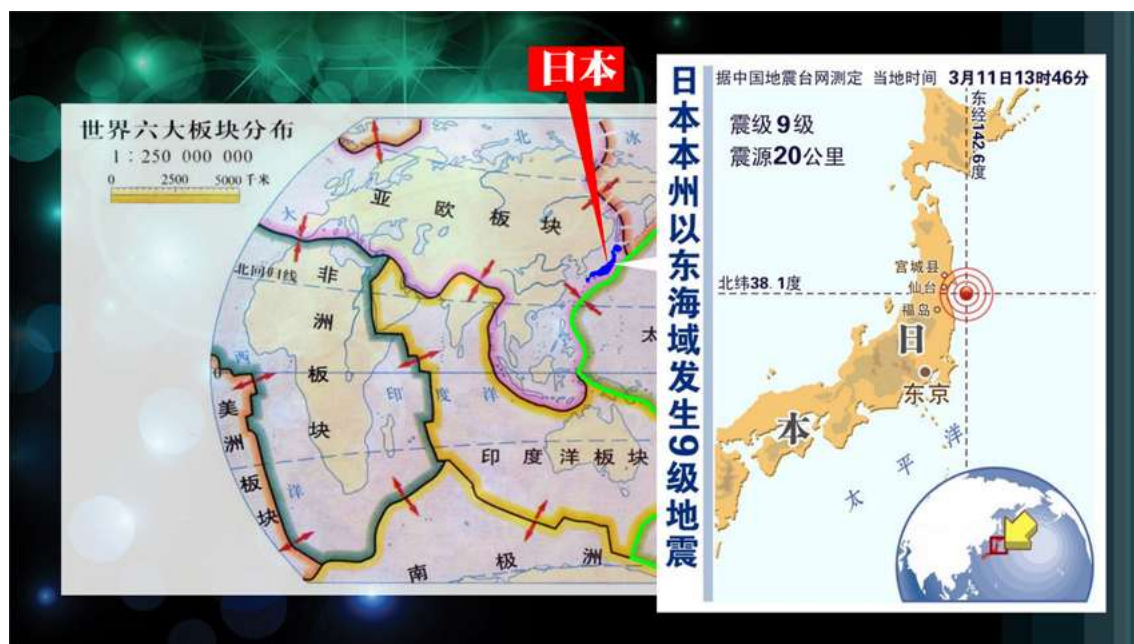 日本
世界六大板块分布
1：250 000 000
0 2500 5000 千米
北 冰
亚欧板块
大
北回归线
非洲板块
太
西
0
印度洋
美洲板块
印度洋板块
洋
南极洲
日本本州以东海域发生9级地震
据中国地震台网测定 当地时间 3月11日13时46分
震级9级
震源20公里
东经142.6度
宫城县
北纬38.1度
仙台
福岛
日本
东京
太平洋